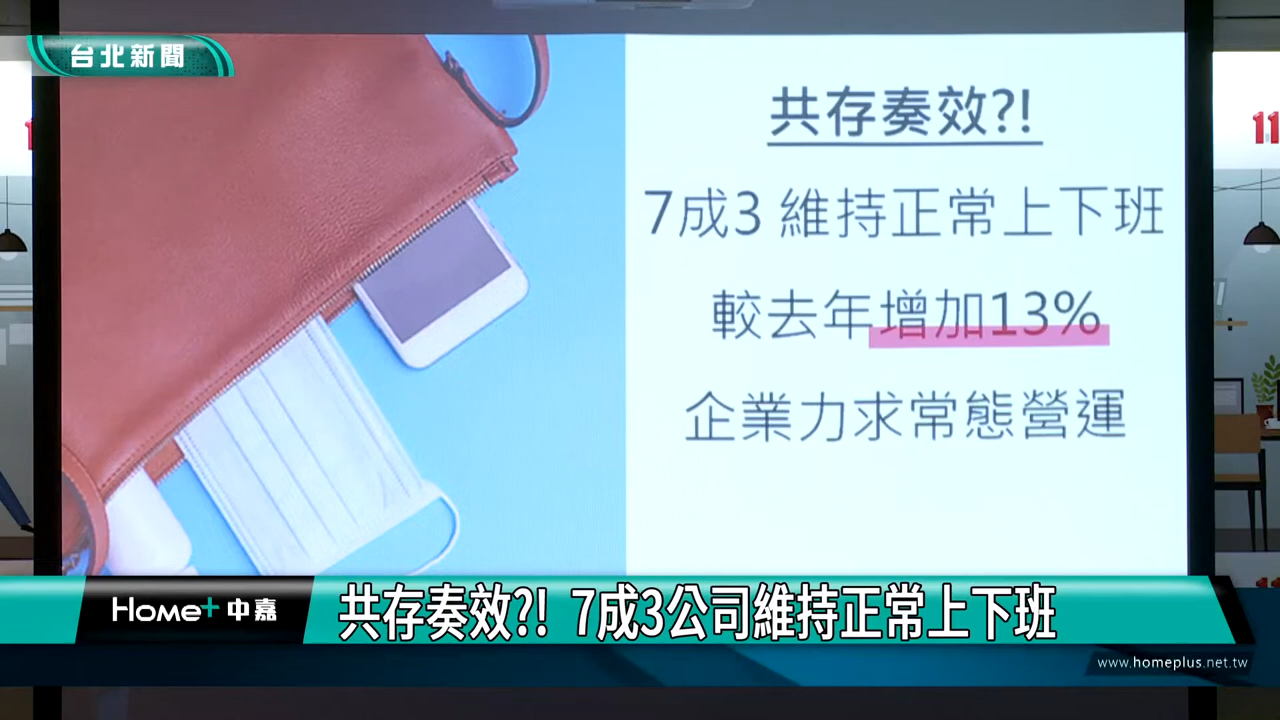 台北新聞
共存奏效?!
7成3 維持正常上下班
較去年增加13%
企業力求常態營運
11
Home+ 中嘉
共存奏效?! 7成3公司維持正常上下班
www.homeplus.net.tw